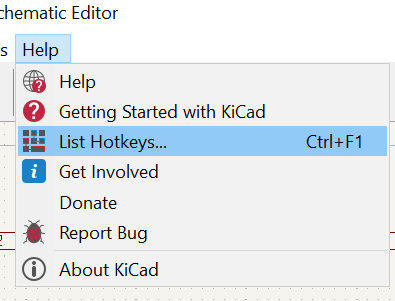 chematic Editor
s Help
Help
Getting Started with KiCad
List Hotkeys... Ctrl+F1
Get Involved
Donate
Report Bug
About KiCad